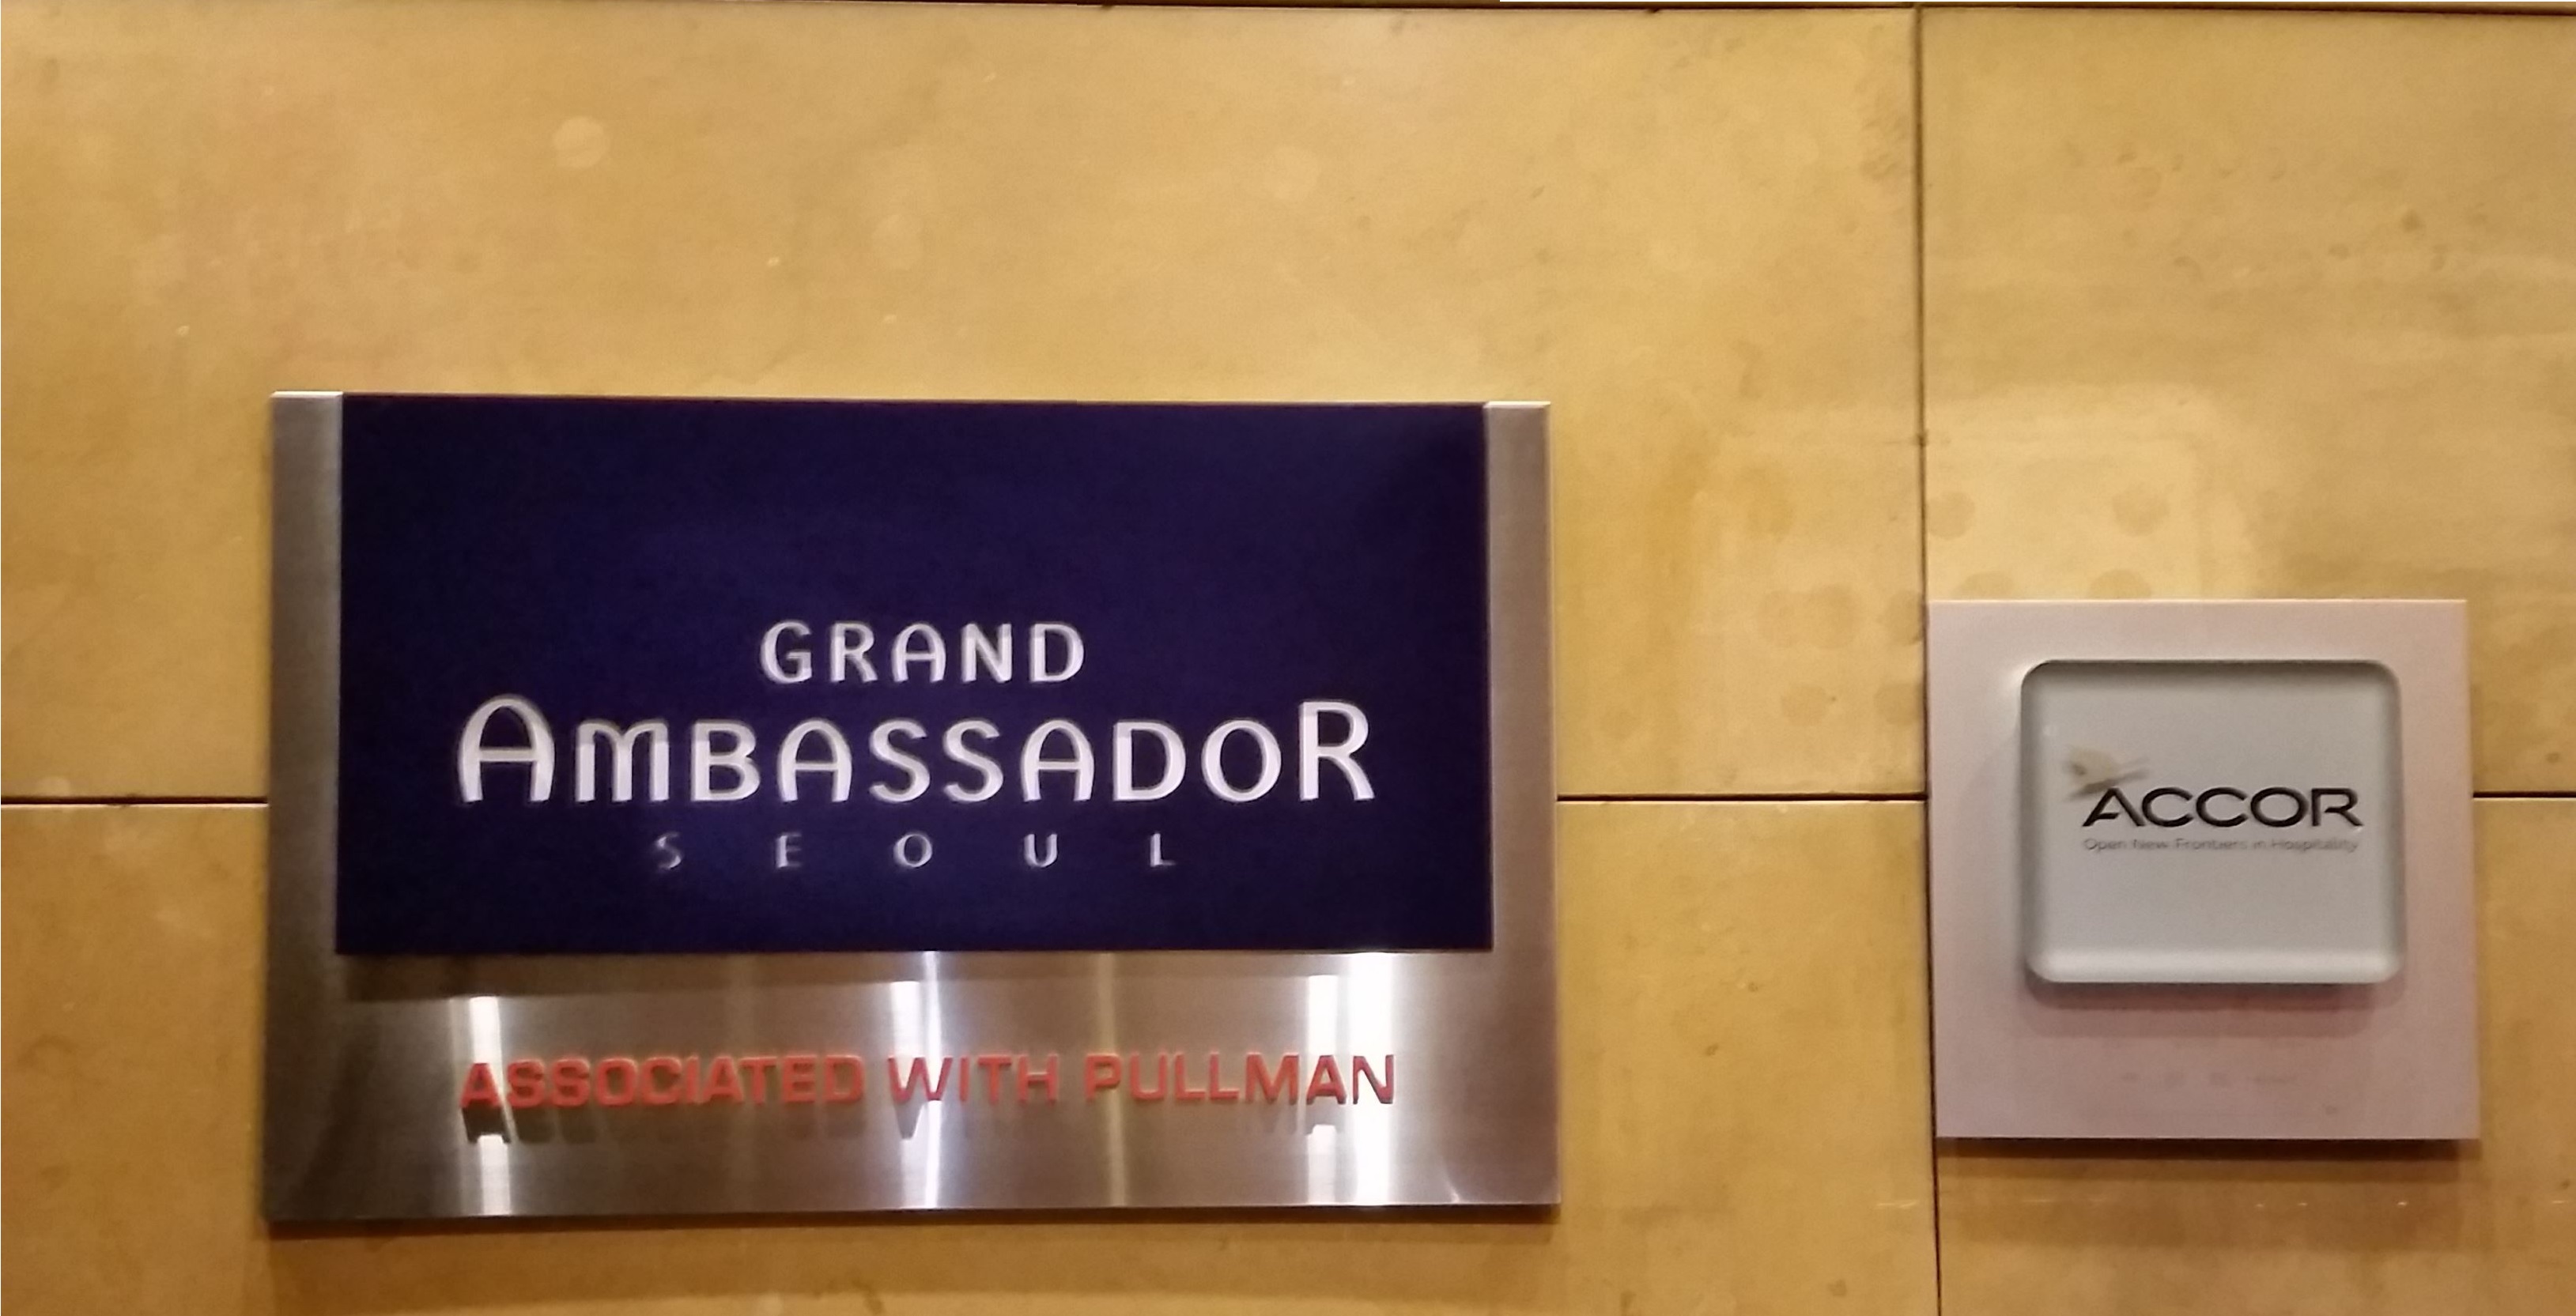 GRAND
AMBASSADOR
SEOUL
ASSOCIATED WITH PULLMAN
ACCOR
Open New Frontiers in Hospitality